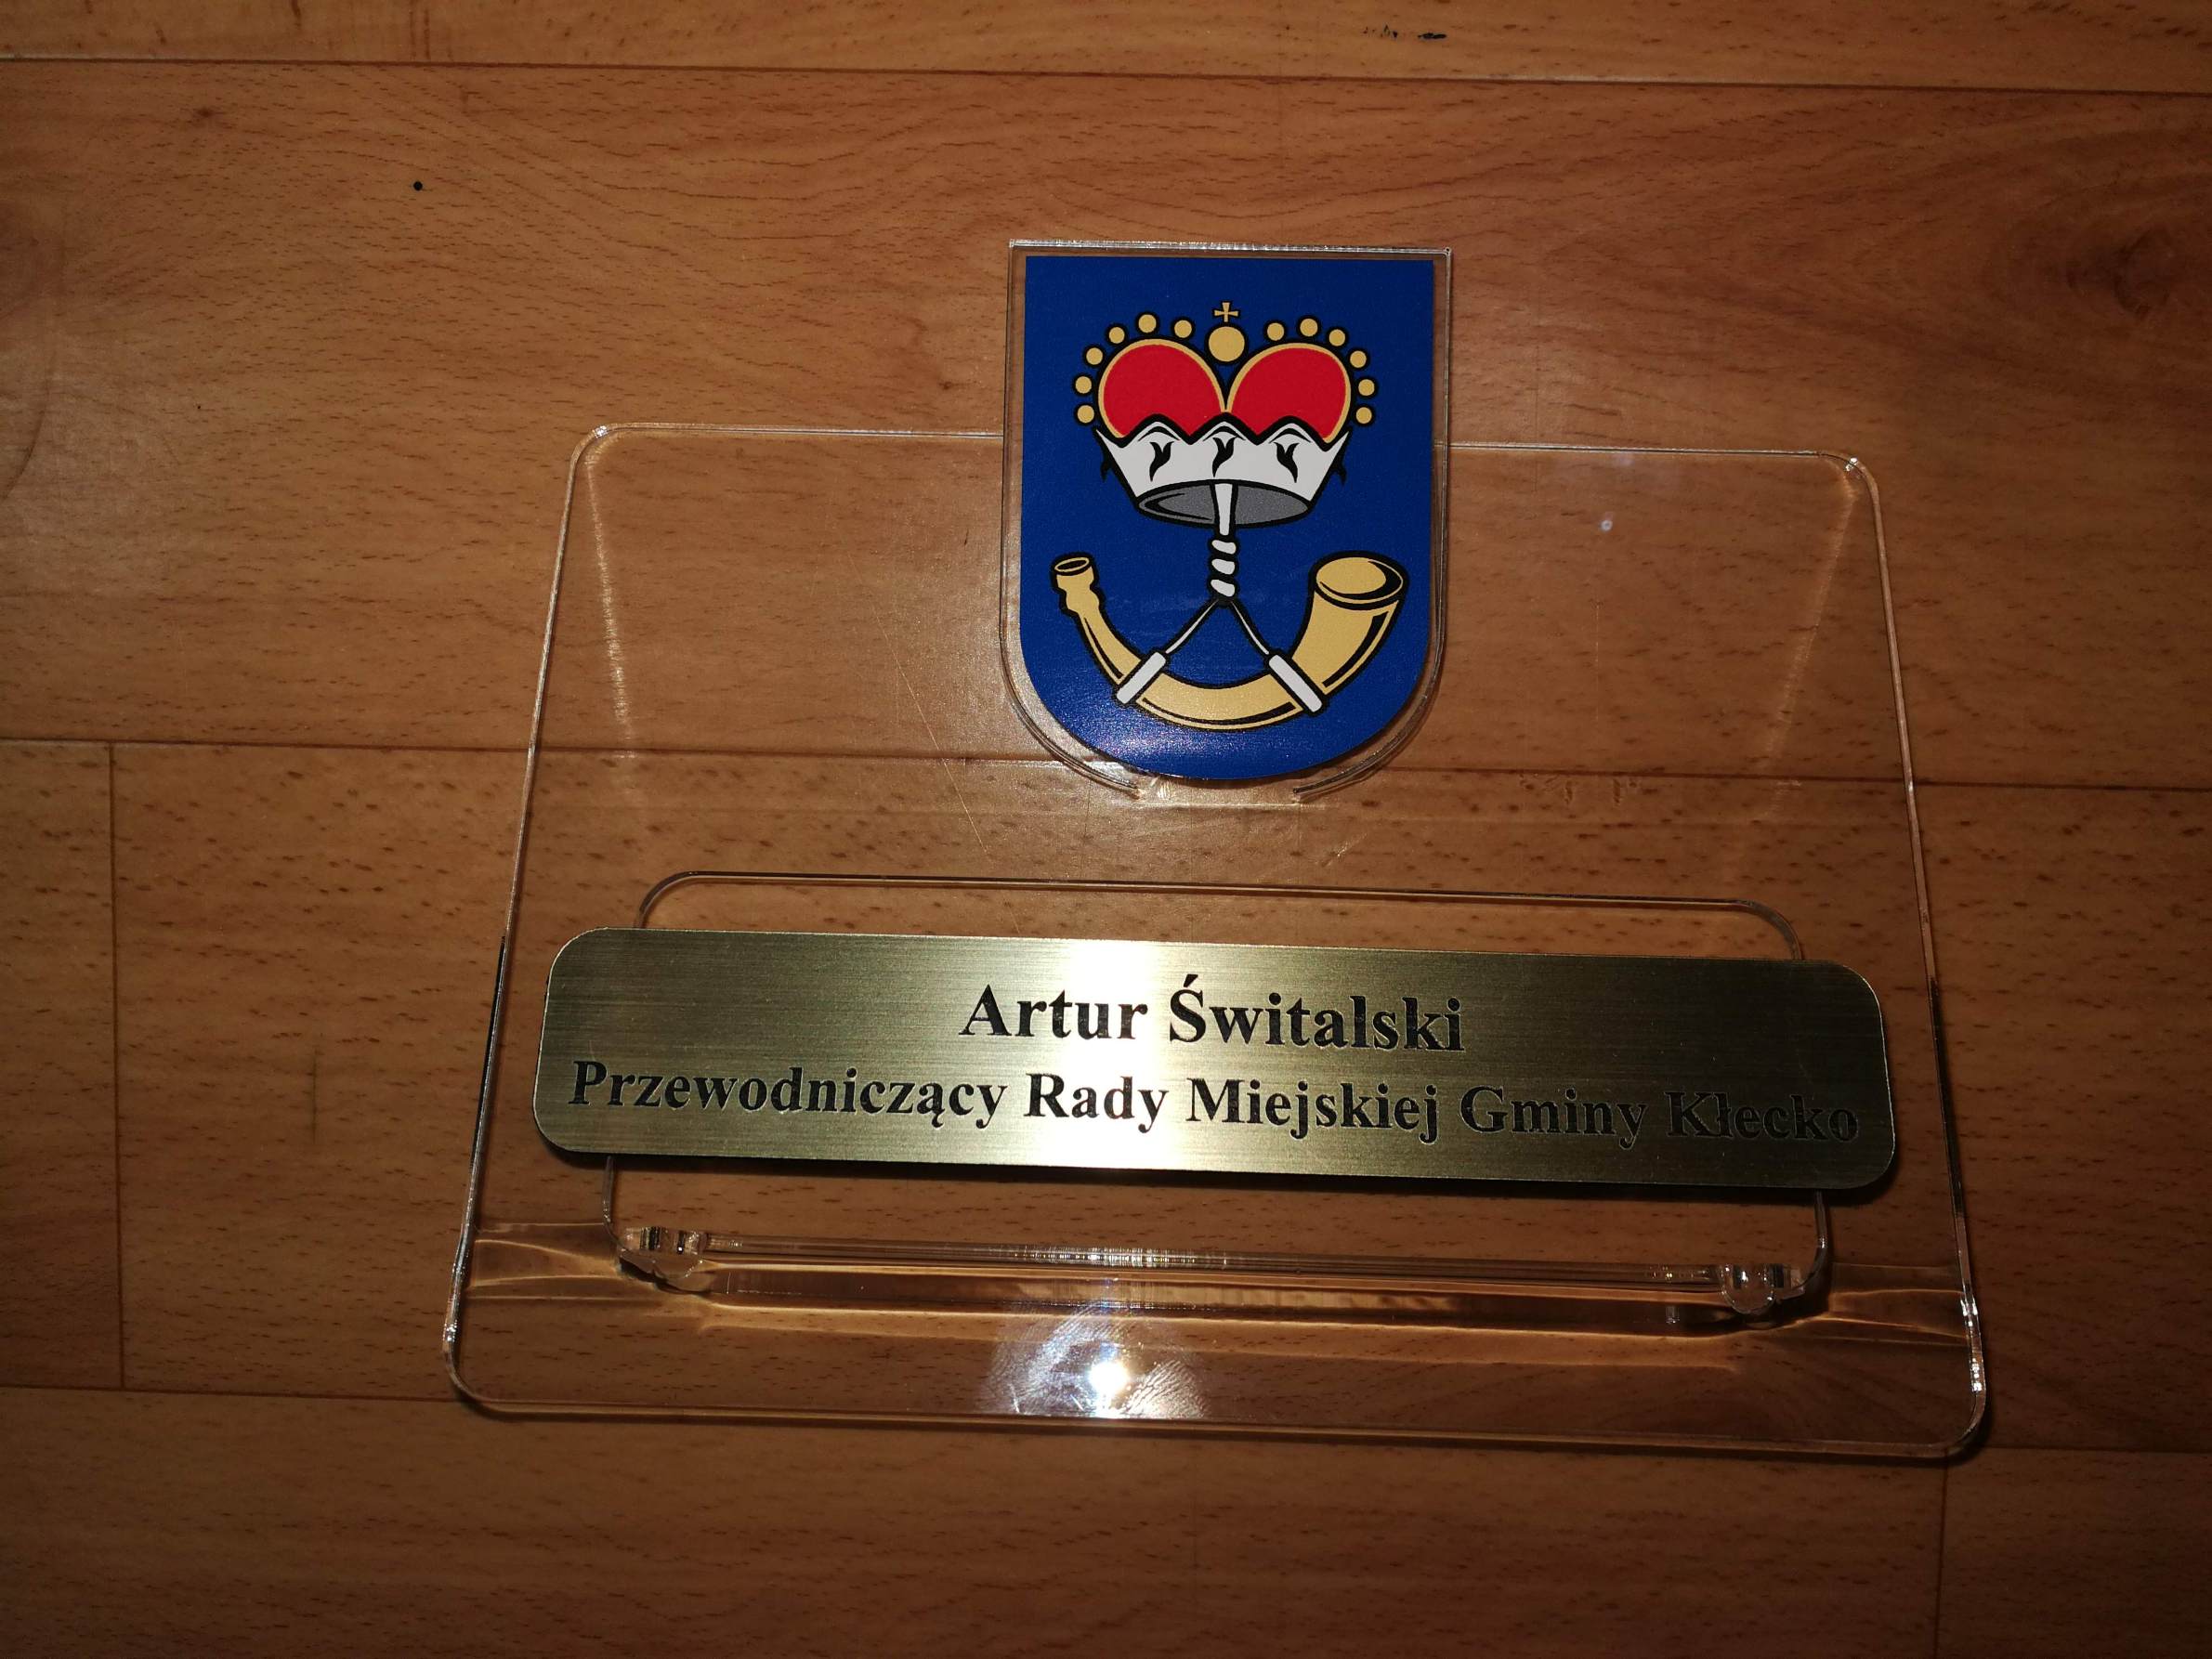 Artur Świtalski
Przewodniczący Rady Miejskiej Gminy Kłecko